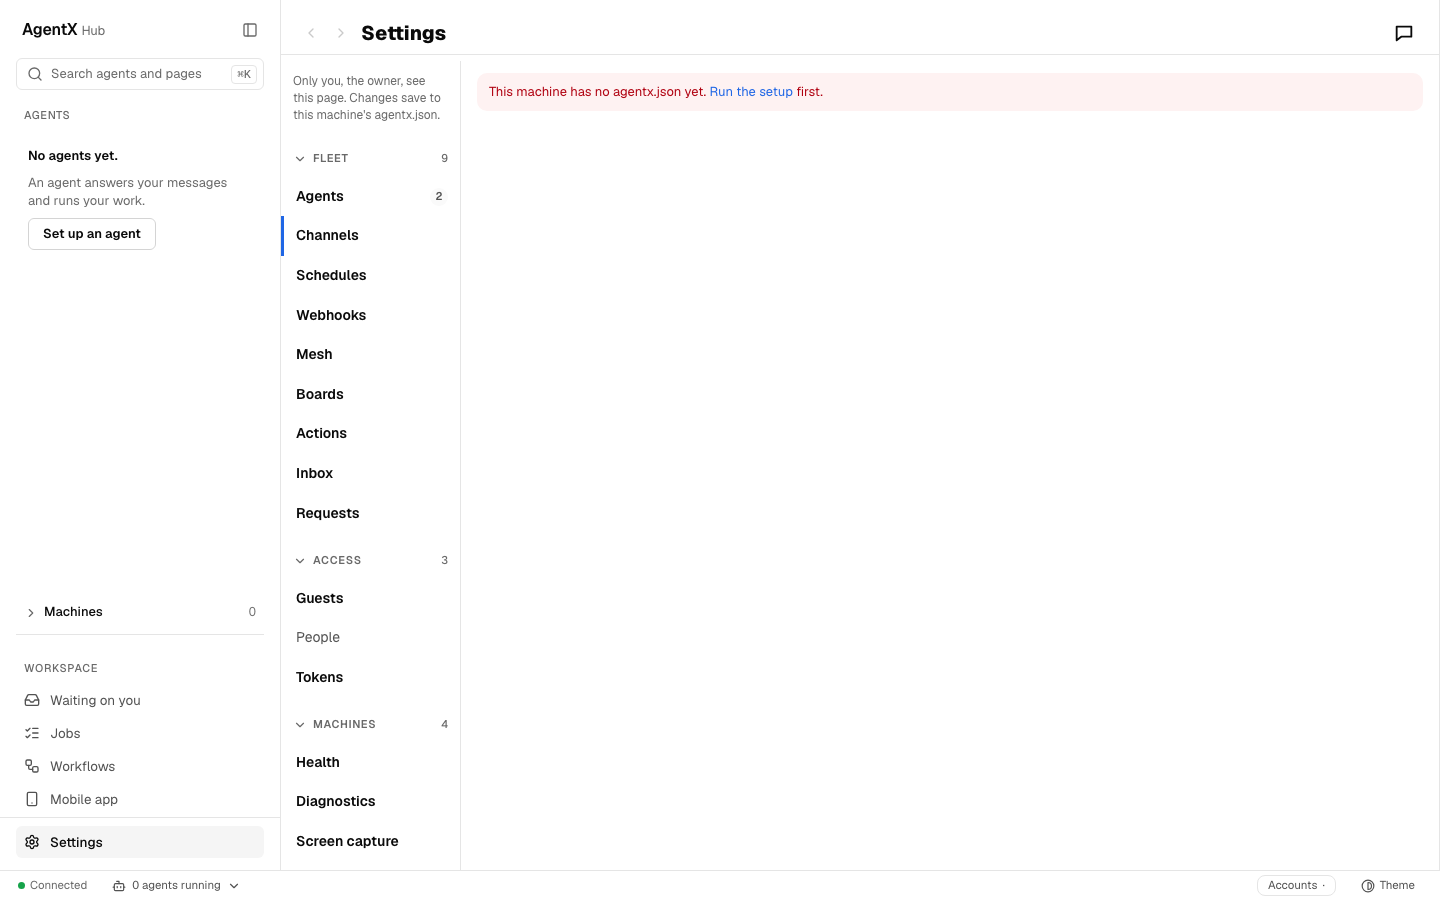 AgentX Hub
Search agents and pages ⌘K
AGENTS
No agents yet.
An agent answers your messages
and runs your work.
Set up an agent
Machines 0
WORKSPACE
Waiting on you
Jobs
Workflows
Mobile app
Settings
Settings
Only you, the owner, see
this page. Changes save to
this machine's agentx.json.
FLEET 9
Agents 2
Channels
Schedules
Webhooks
Mesh
Boards
Actions
Inbox
Requests
ACCESS 3
Guests
People
Tokens
MACHINES 4
Health
Diagnostics
Screen capture
This machine has no agentx.json yet. Run the setup first.
Connected
0 agents running
Accounts ·
Theme